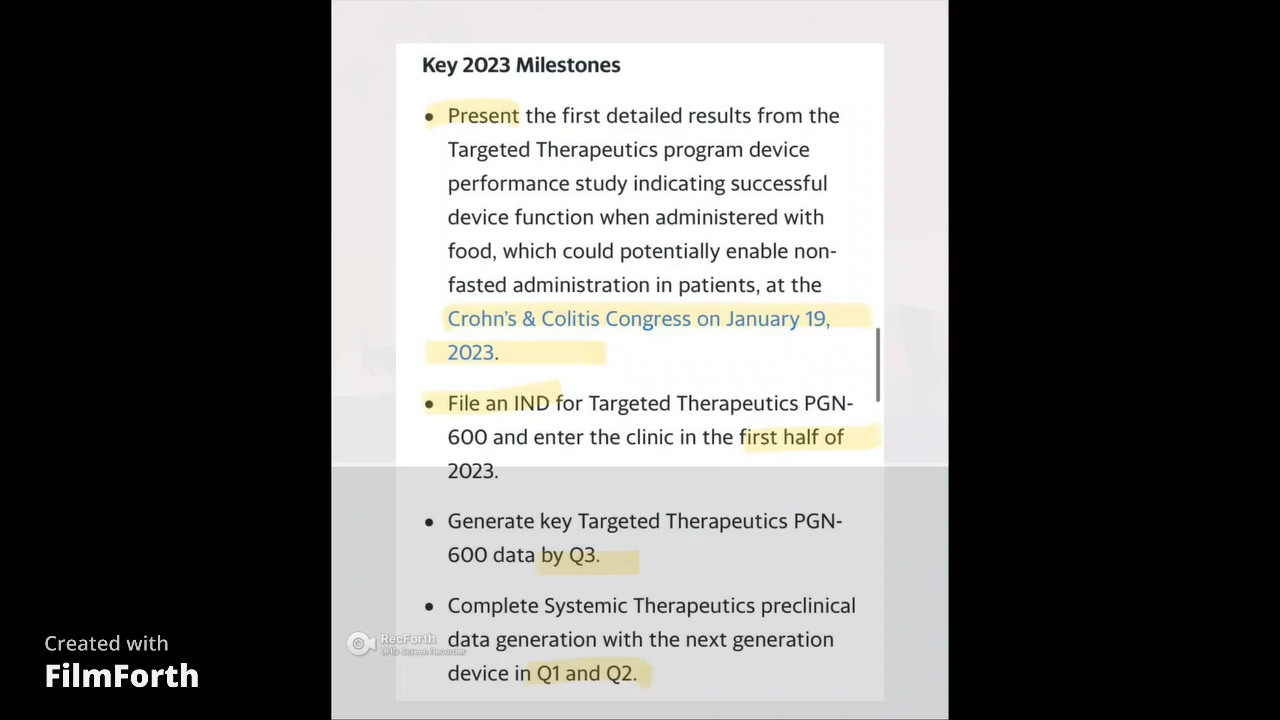 Key 2023 Milestones
• Present the first detailed results from the
Targeted Therapeutics program device
performance study indicating successful
device function when administered with
food, which could potentially enable non-
fasted administration in patients, at the
Crohn's & Colitis Congress on January 19,
2023.
• File an IND for Targeted Therapeutics PGN-
600 and enter the clinic in the first half of
2023.
• Generate key Targeted Therapeutics PGN-
600 data by Q3.
• Complete Systemic Therapeutics preclinical
data generation with the next generation
device in Q1 and Q2.
RecForth
UHD Screen Recorder
Created with
FilmForth